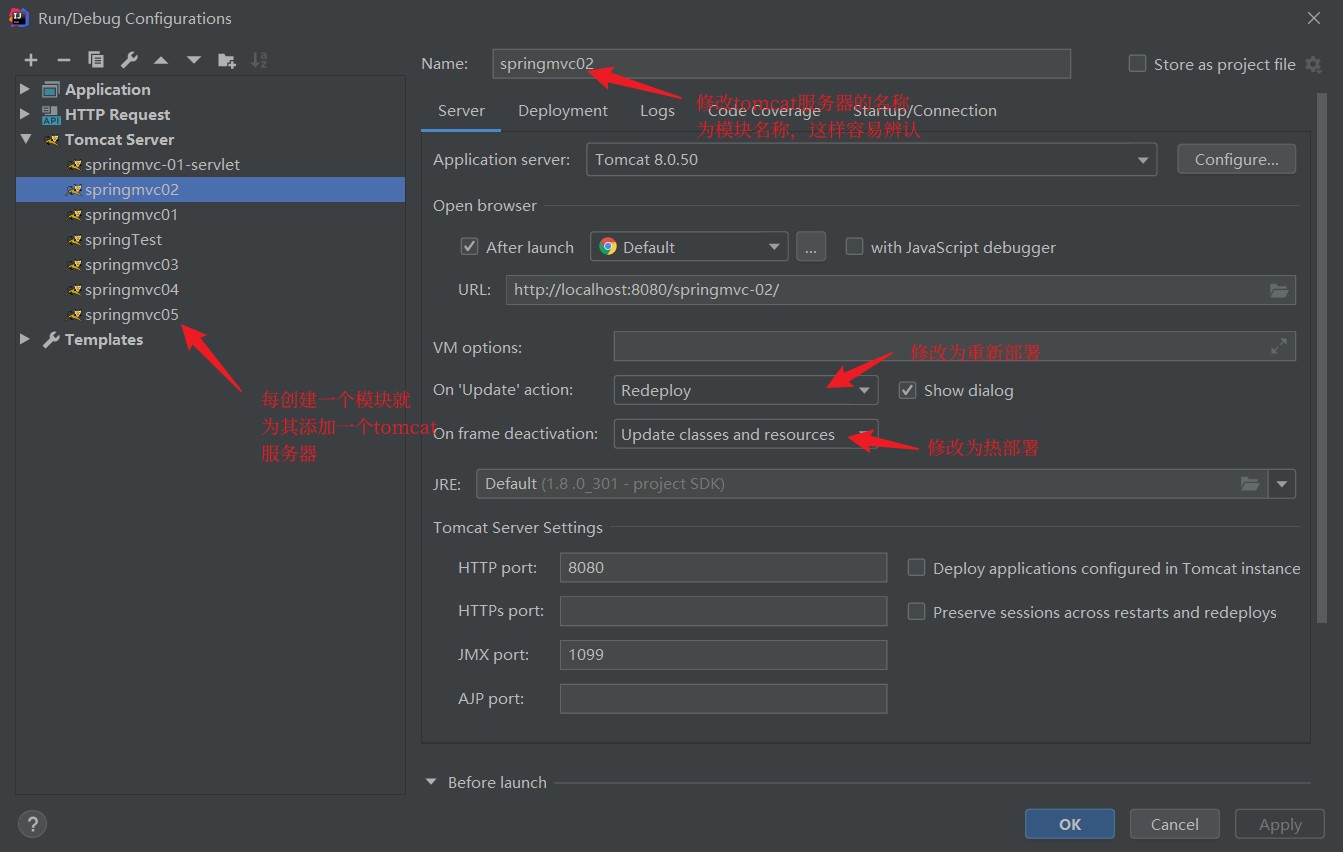 Run/Debug Configurations
Name: springmvc02
Store as project file
修改tomcat服务器的名称
为模块名称，这样容易辨认
Server Deployment Logs Code Coverage Startup/Connection
Application
API
HTTP Request
Tomcat Server
springmvc-01-servlet
springmvc02
springmvc01
springTest
springmvc03
springmvc04
springmvc05
Templates
每创建一个模块就
为其添加一个tomcat
服务器
Application server: Tomcat 8.0.50 Configure...
Open browser
After launch Default ... with JavaScript debugger
URL: http://localhost:8080/springmvc-02/
VM options:
修改为重新部署
On 'Update' action: Redeploy Show dialog
On frame deactivation: Update classes and resources
修改为热部署
JRE: Default (1.8 .0_301 - project SDK)
Tomcat Server Settings
HTTP port: 8080 Deploy applications configured in Tomcat instance
HTTPs port: Preserve sessions across restarts and redeploys
JMX port: 1099
AJP port:
Before launch
? OK Cancel Apply